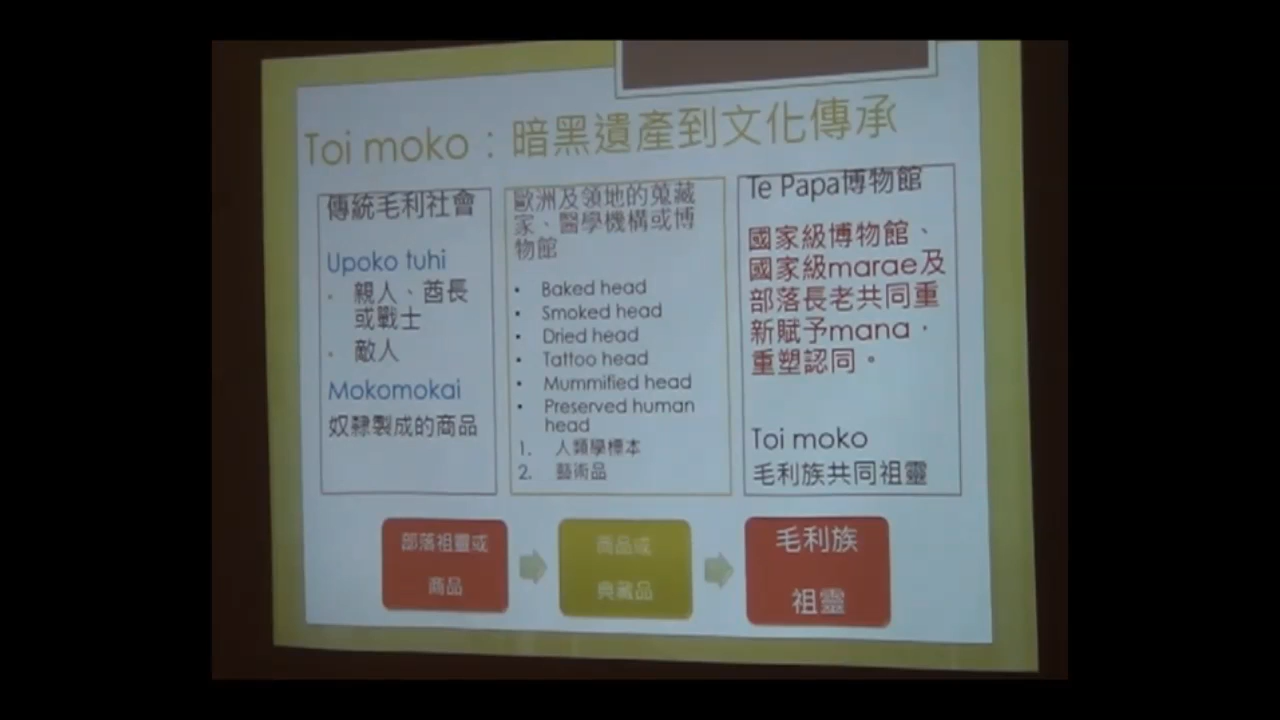 Toi moko：暗黑遺產到文化傳承
傳統毛利社會
Upoko tuhi
• 親人、酋長
或戰士
• 敵人
Mokomokai
奴隸製成的商品
歐洲及領地的蒐藏
家、醫學機構或博
物館
• Baked head
• Smoked head
• Dried head
• Tattoo head
• Mummified head
• Preserved human
head
1. 人類學標本
2. 藝術品
Te Papa博物館
國家級博物館、
國家級marae及
部落長老共同重
新賦予mana，
重塑認同。
Toi moko
毛利族共同祖靈
部落祖靈或
商品
商品或
典藏品
毛利族
祖靈